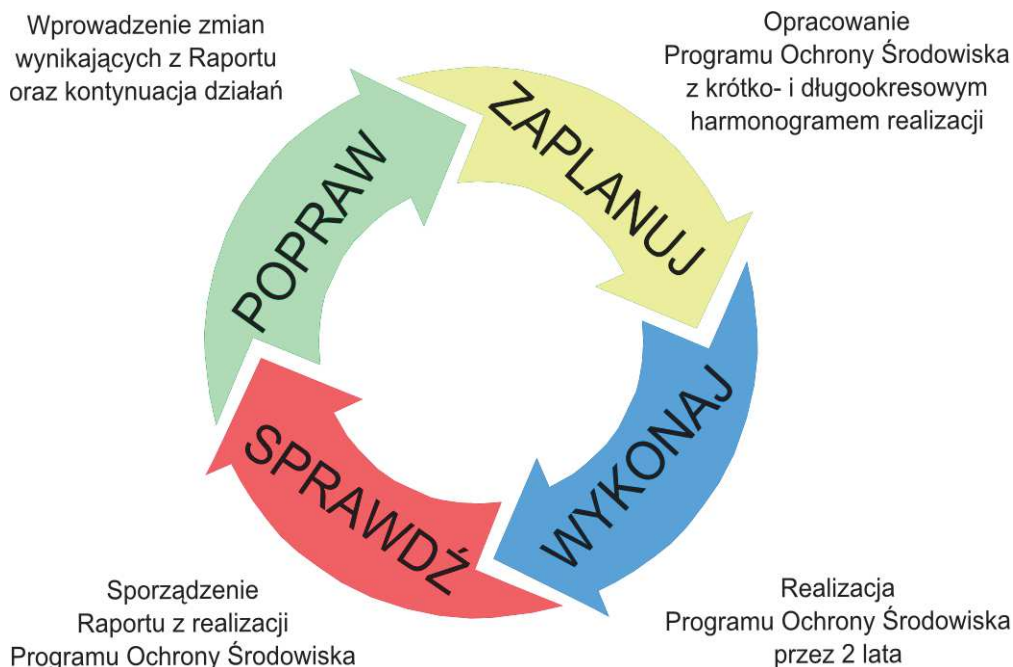 Wprowadzenie zmian
wynikających z Raportu
oraz kontynuacja działań
Opracowanie
Programu Ochrony Środowiska
z krótko- i długookresowym
harmonogramem realizacji
POPRAW
ZAPLANUJ
SPRAWDŹ
WYKONAJ
Sporządzenie
Raportu z realizacji
Programu Ochrony Środowiska
Realizacja
Programu Ochrony Środowiska
przez 2 lata